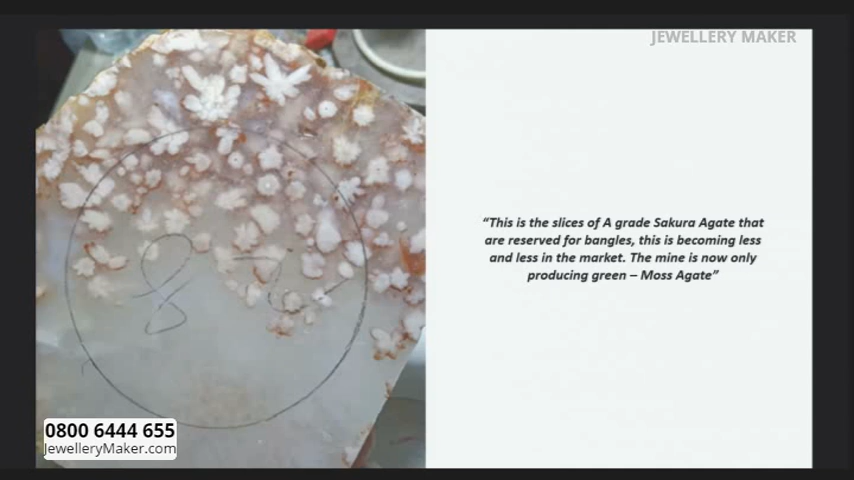 JEWELLERY MAKER
“This is the slices of A grade Sakura Agate that
are reserved for bangles, this is becoming less
and less in the market. The mine is now only
producing green – Moss Agate”
0800 6444 655
JewelleryMaker.com